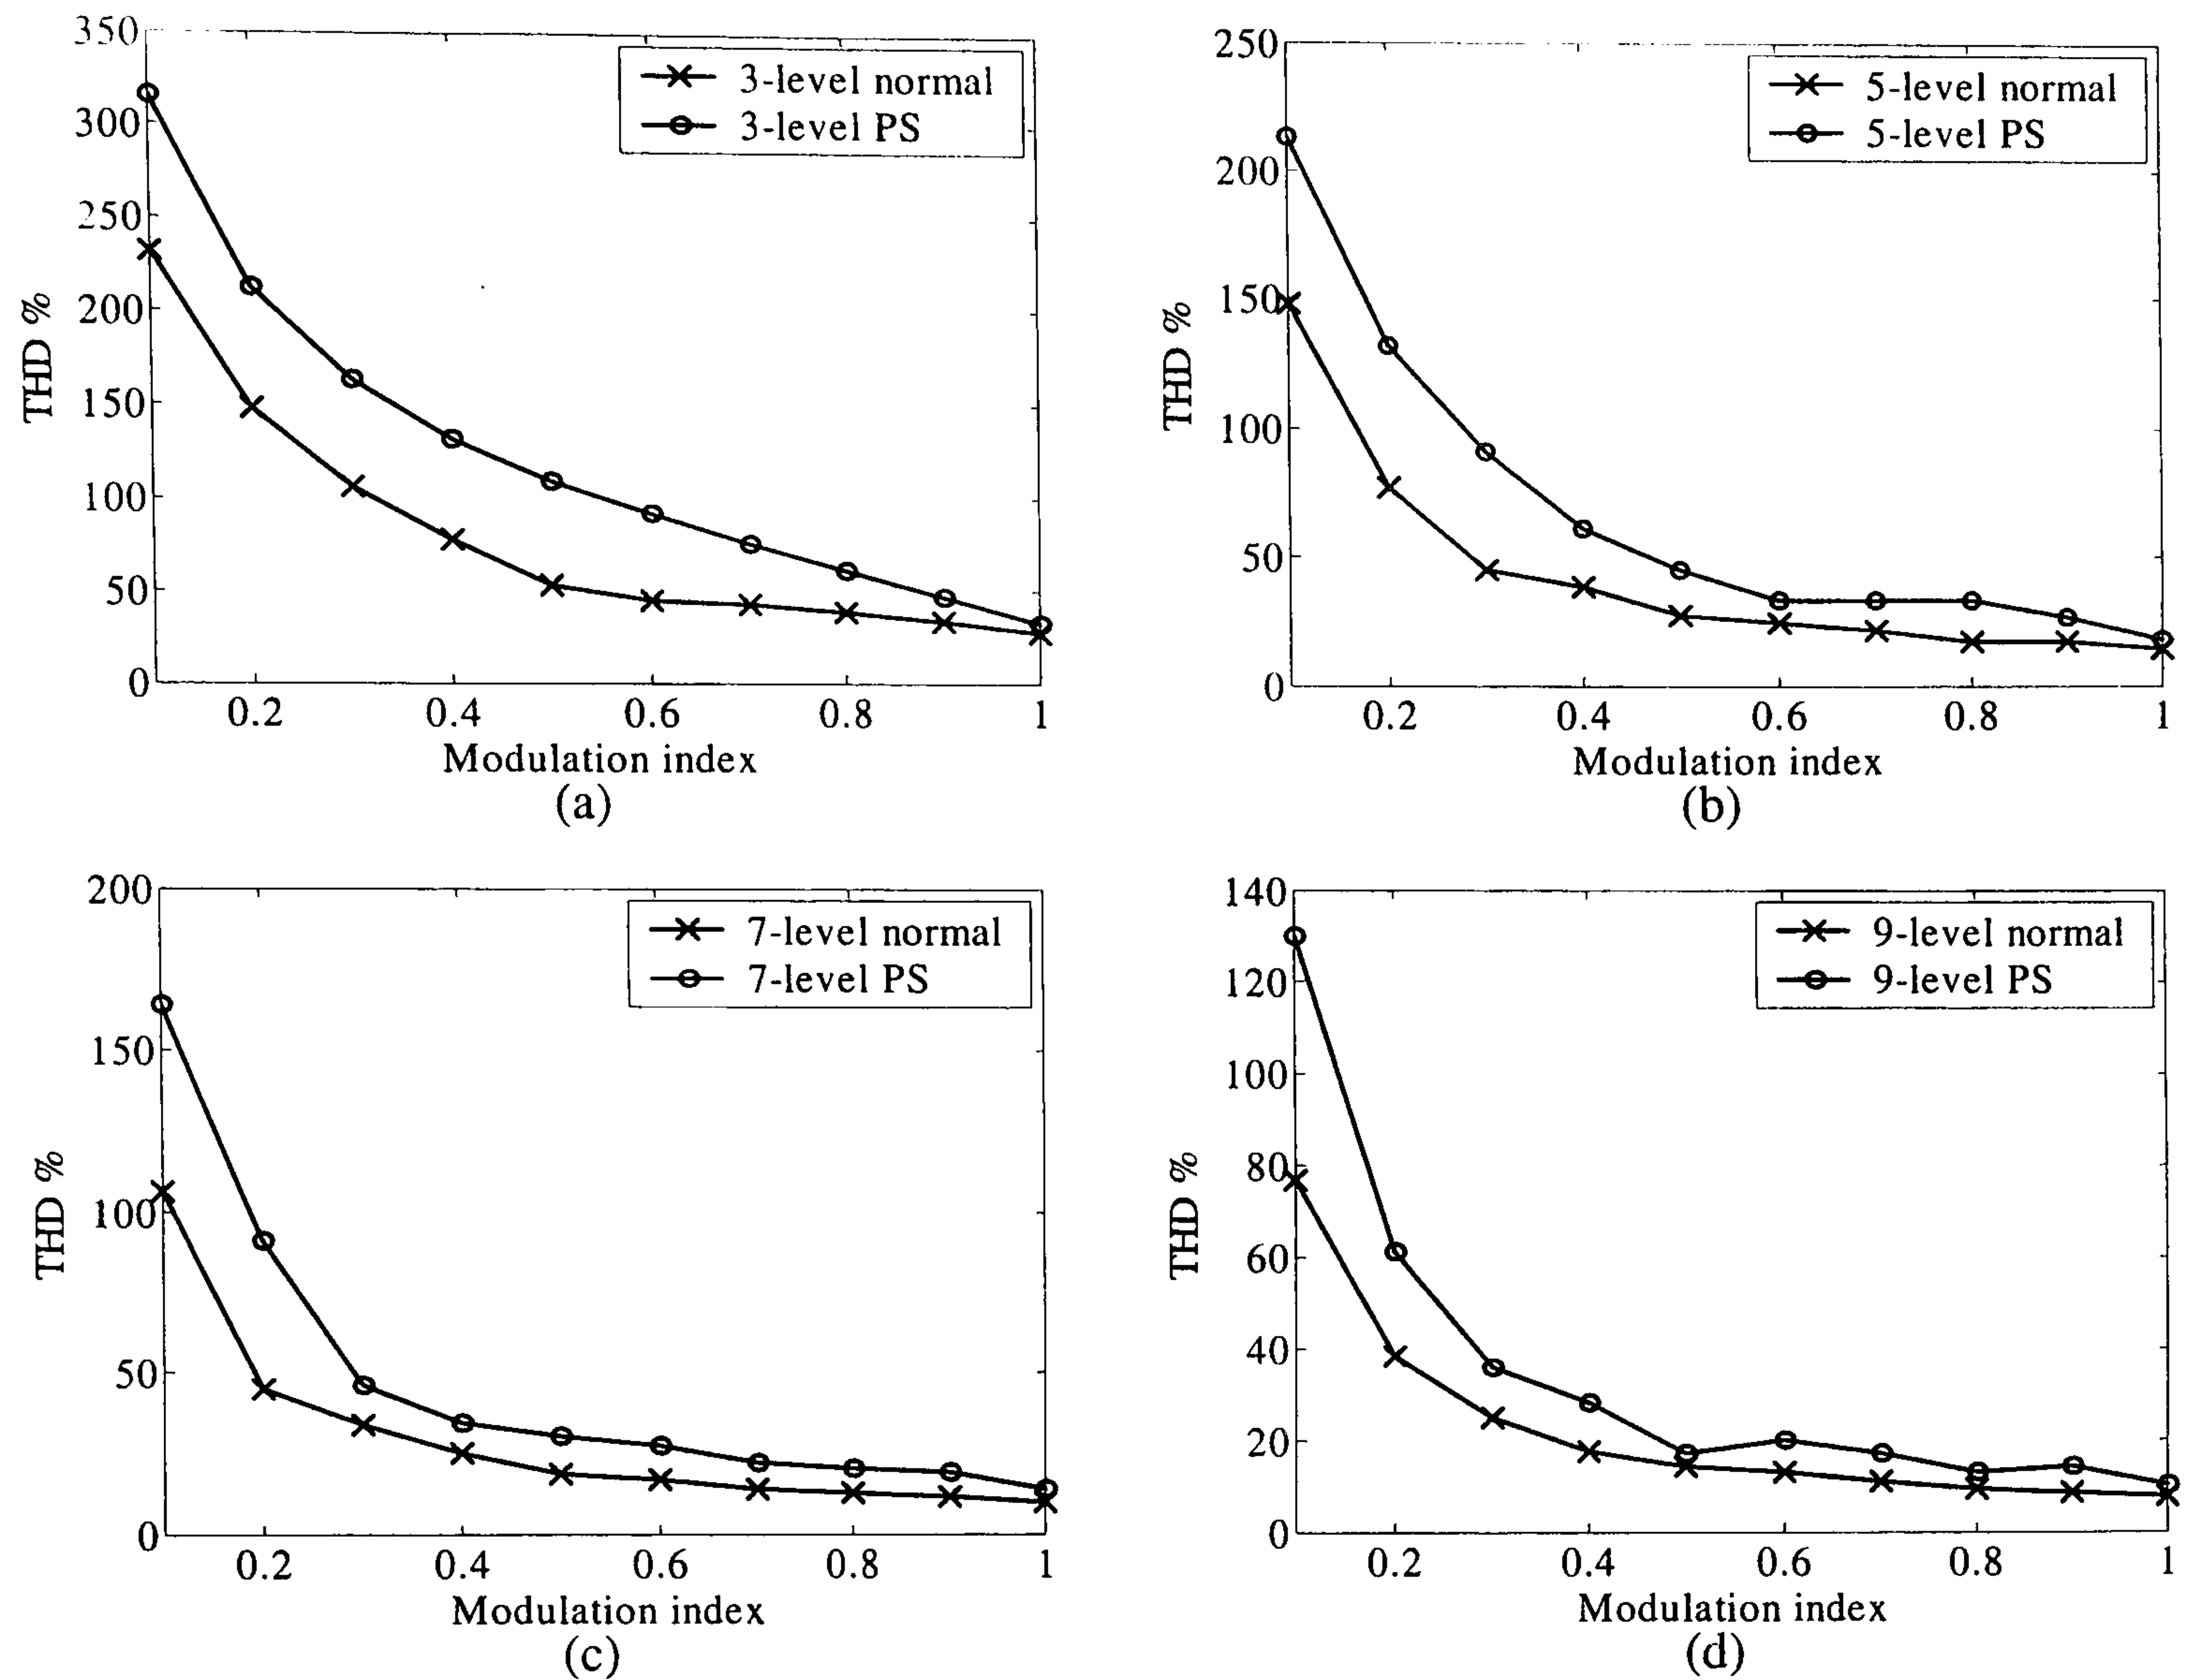 350
300
250
200
150
100
50
0
THD %
3-level normal
3-level PS
0.2 0.4 0.6 0.8 1
Modulation index
(a)
250
200
150
100
50
0
THD %
5-level normal
5-level PS
0.2 0.4 0.6 0.8 1
Modulation index
(b)
200
150
100
50
0
THD %
7-level normal
7-level PS
0.2 0.4 0.6 0.8 1
Modulation index
(c)
140
120
100
80
60
40
20
0
THD %
9-level normal
9-level PS
0.2 0.4 0.6 0.8 1
Modulation index
(d)